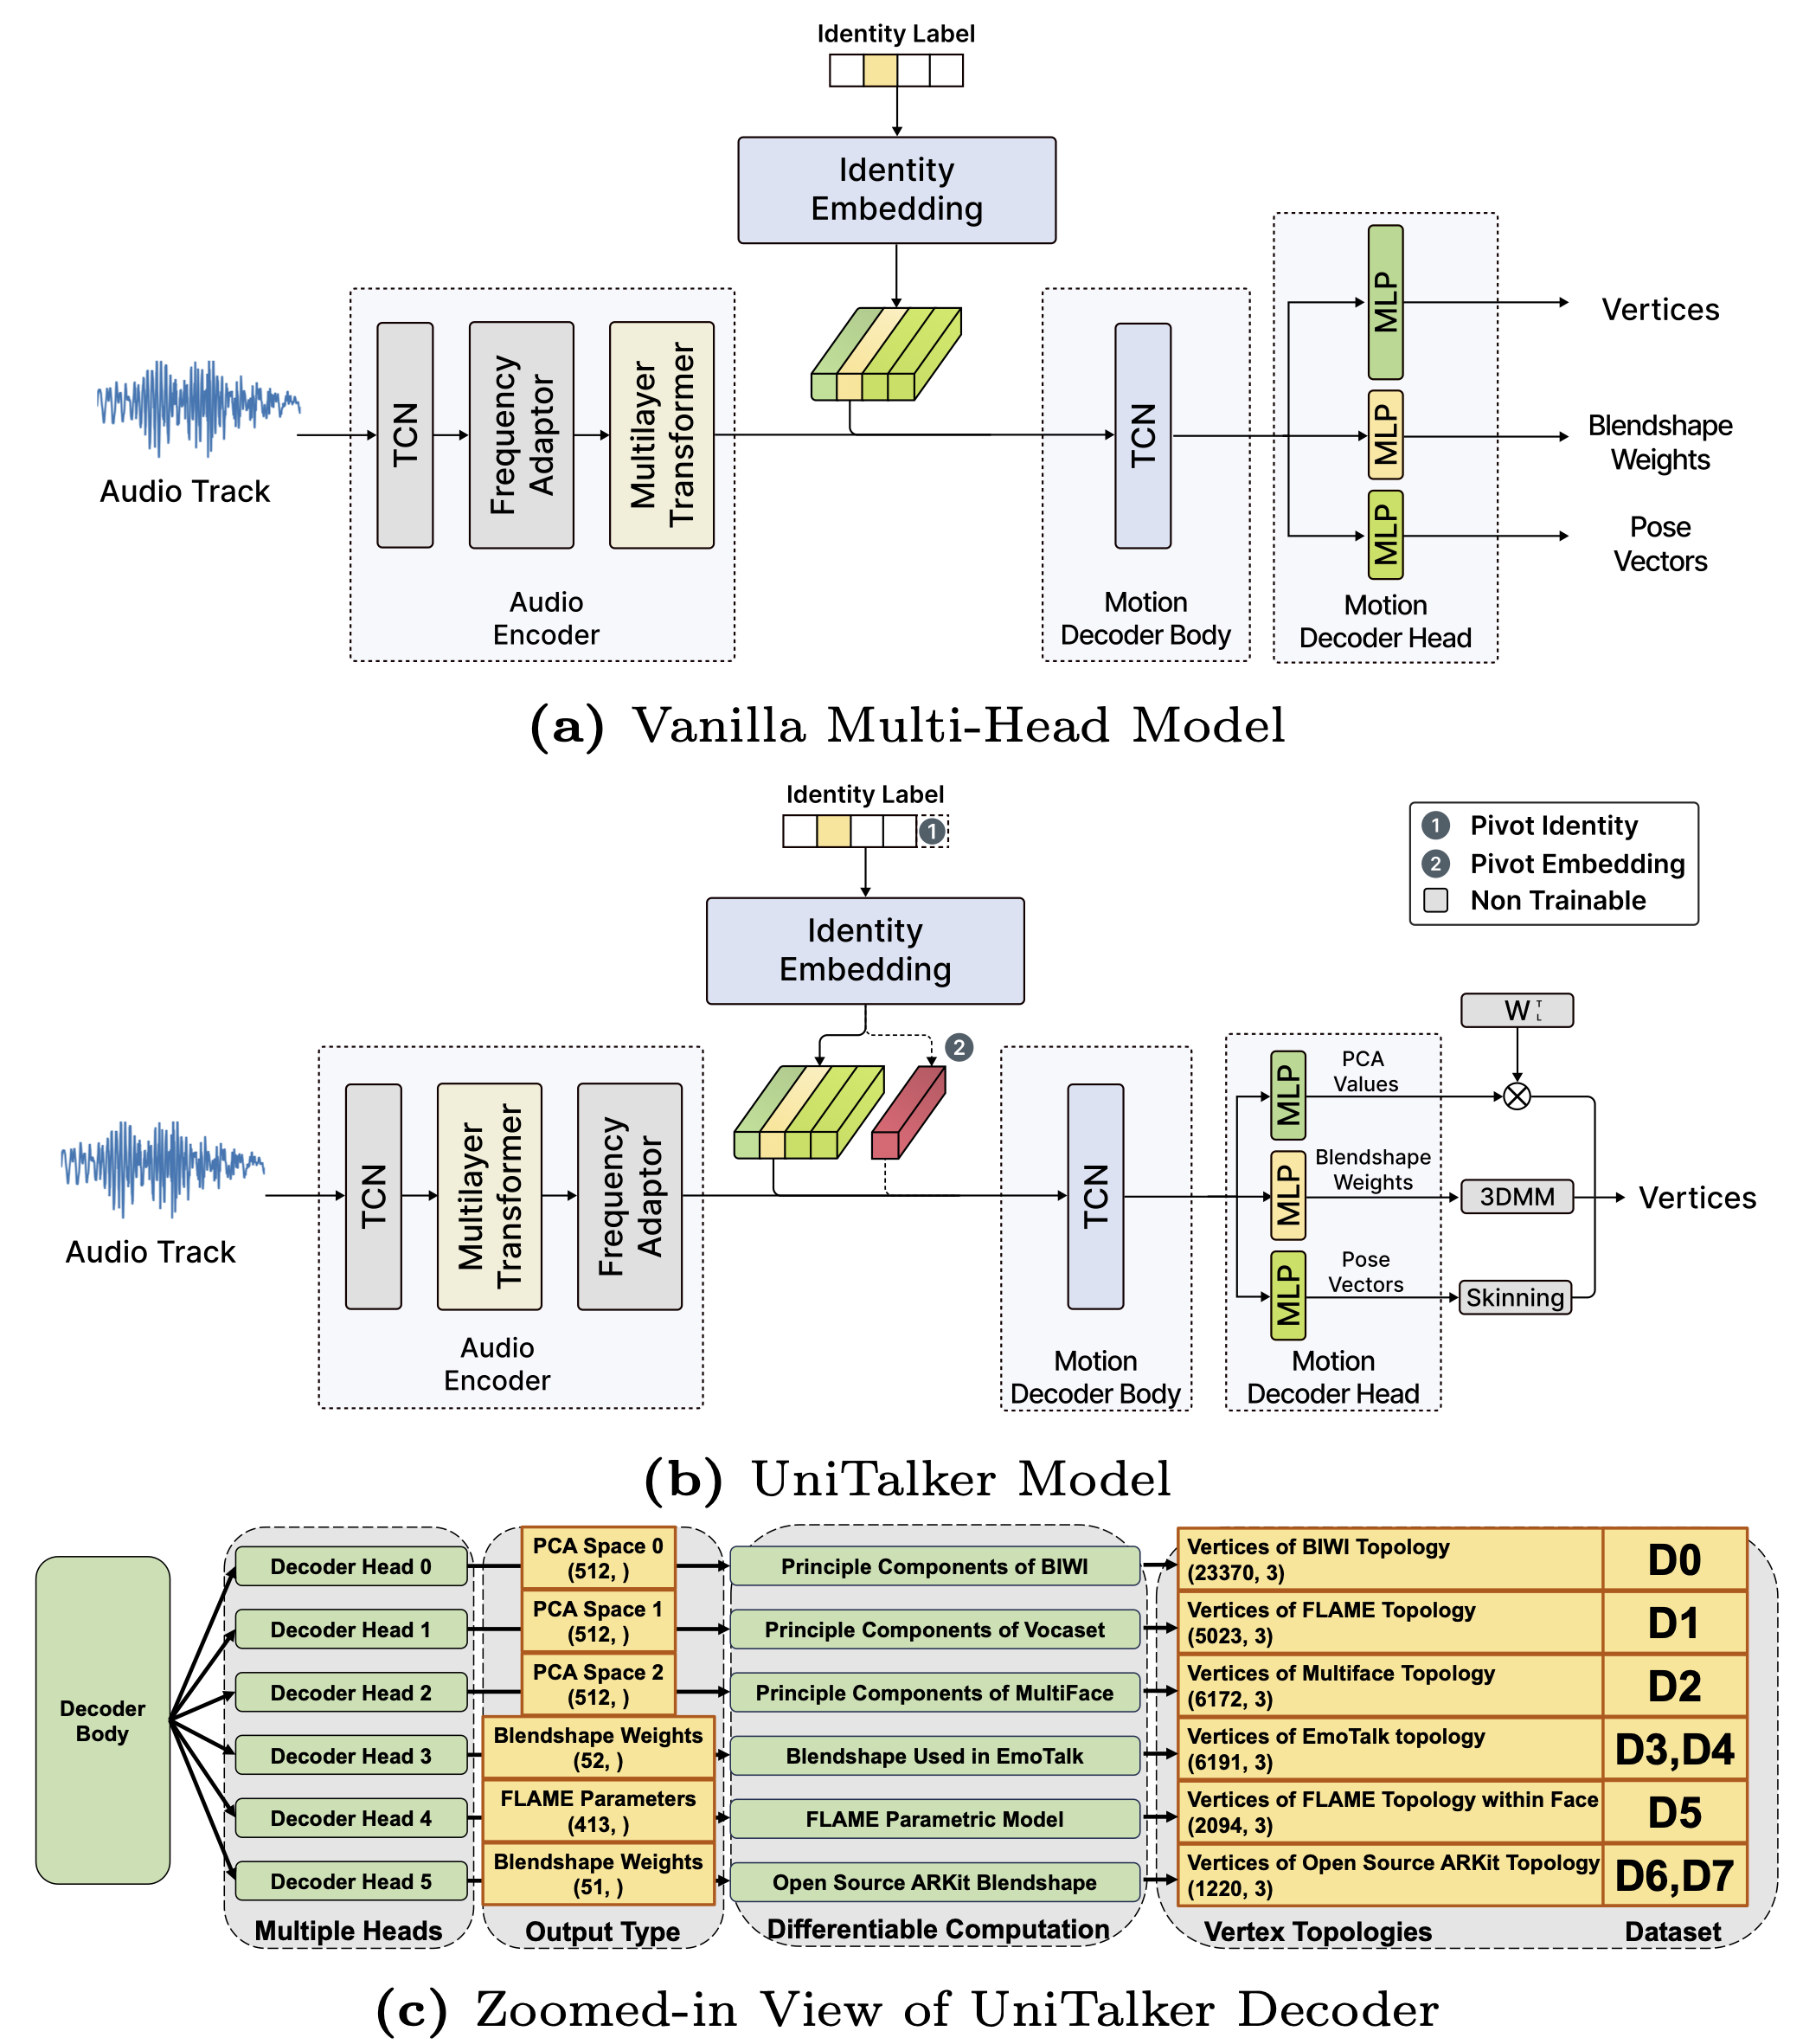 Identity Label
Identity
Embedding
TCN
Frequency
Adaptor
Multilayer
Transformer
Audio Track
Audio
Encoder
TCN
Motion
Decoder Body
MLP
MLP
MLP
Motion
Decoder Head
Vertices
Blendshape
Weights
Pose
Vectors
(a) Vanilla Multi-Head Model
Identity Label
1
Identity
Embedding
2
1 Pivot Identity
2 Pivot Embedding
Non Trainable
TCN
Multilayer
Transformer
Frequency
Adaptor
Audio Track
Audio
Encoder
TCN
Motion
Decoder Body
MLP
PCA
Values
MLP
Blendshape
Weights
MLP
Pose
Vectors
Motion
Decoder Head
W T L
3DMM
Skinning
Vertices
(b) UniTalker Model
Decoder
Body
Decoder Head 0
PCA Space 0
(512, )
Principle Components of BIWI
Vertices of BIWI Topology
(23370, 3)
D0
Decoder Head 1
PCA Space 1
(512, )
Principle Components of Vocaset
Vertices of FLAME Topology
(5023, 3)
D1
Decoder Head 2
PCA Space 2
(512, )
Principle Components of MultiFace
Vertices of Multiface Topology
(6172, 3)
D2
Decoder Head 3
Blendshape Weights
(52, )
Blendshape Used in EmoTalk
Vertices of EmoTalk topology
(6191, 3)
D3,D4
Decoder Head 4
FLAME Parameters
(413, )
FLAME Parametric Model
Vertices of FLAME Topology within Face
(2094, 3)
D5
Decoder Head 5
Blendshape Weights
(51, )
Open Source ARKit Blendshape
Vertices of Open Source ARKit Topology
(1220, 3)
D6,D7
Multiple Heads
Output Type
Differentiable Computation
Vertex Topologies
Dataset
(c) Zoomed-in View of UniTalker Decoder